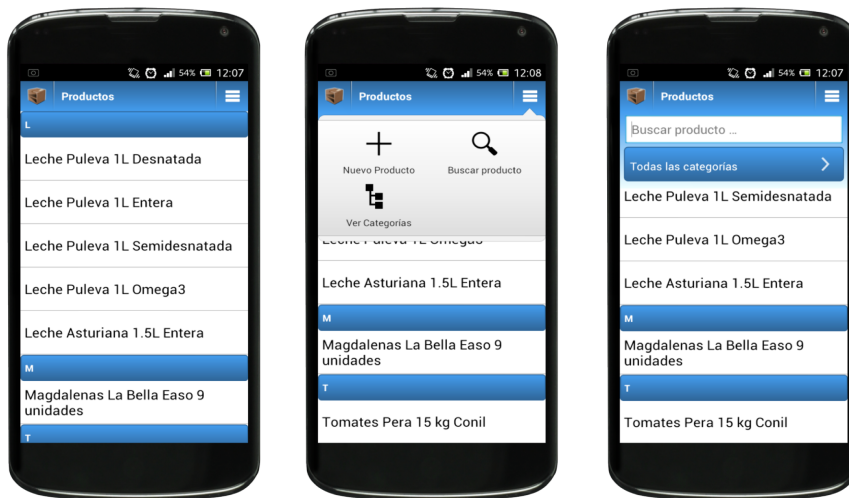 54% 12:07
Productos
L
Leche Puleva 1L Desnatada
Leche Puleva 1L Entera
Leche Puleva 1L Semidesnatada
Leche Puleva 1L Omega3
Leche Asturiana 1.5L Entera
M
Magdalenas La Bella Easo 9
unidades
T
54% 12:08
Productos
Nuevo Producto
Buscar producto
Ver Categorías
Leche Puleva 1L Omega3
Leche Asturiana 1.5L Entera
M
Magdalenas La Bella Easo 9
unidades
T
Tomates Pera 15 kg Conil
54% 12:07
Productos
Buscar producto ...
Todas las categorías
Leche Puleva 1L Semidesnatada
Leche Puleva 1L Omega3
Leche Asturiana 1.5L Entera
M
Magdalenas La Bella Easo 9
unidades
T
Tomates Pera 15 kg Conil